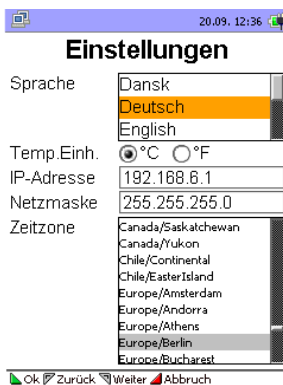 20.09. 12:36
Einstellungen
Sprache
Dansk
Deutsch
English
Temp.Einh. °C °F
IP-Adresse 192.168.6.1
Netzmaske 255.255.255.0
Zeitzone
Canada/Saskatchewan
Canada/Yukon
Chile/Continental
Chile/EasterIsland
Europe/Amsterdam
Europe/Andorra
Europe/Athens
Europe/Berlin
Europe/Bucharest
Ok Zurück Weiter Abbruch